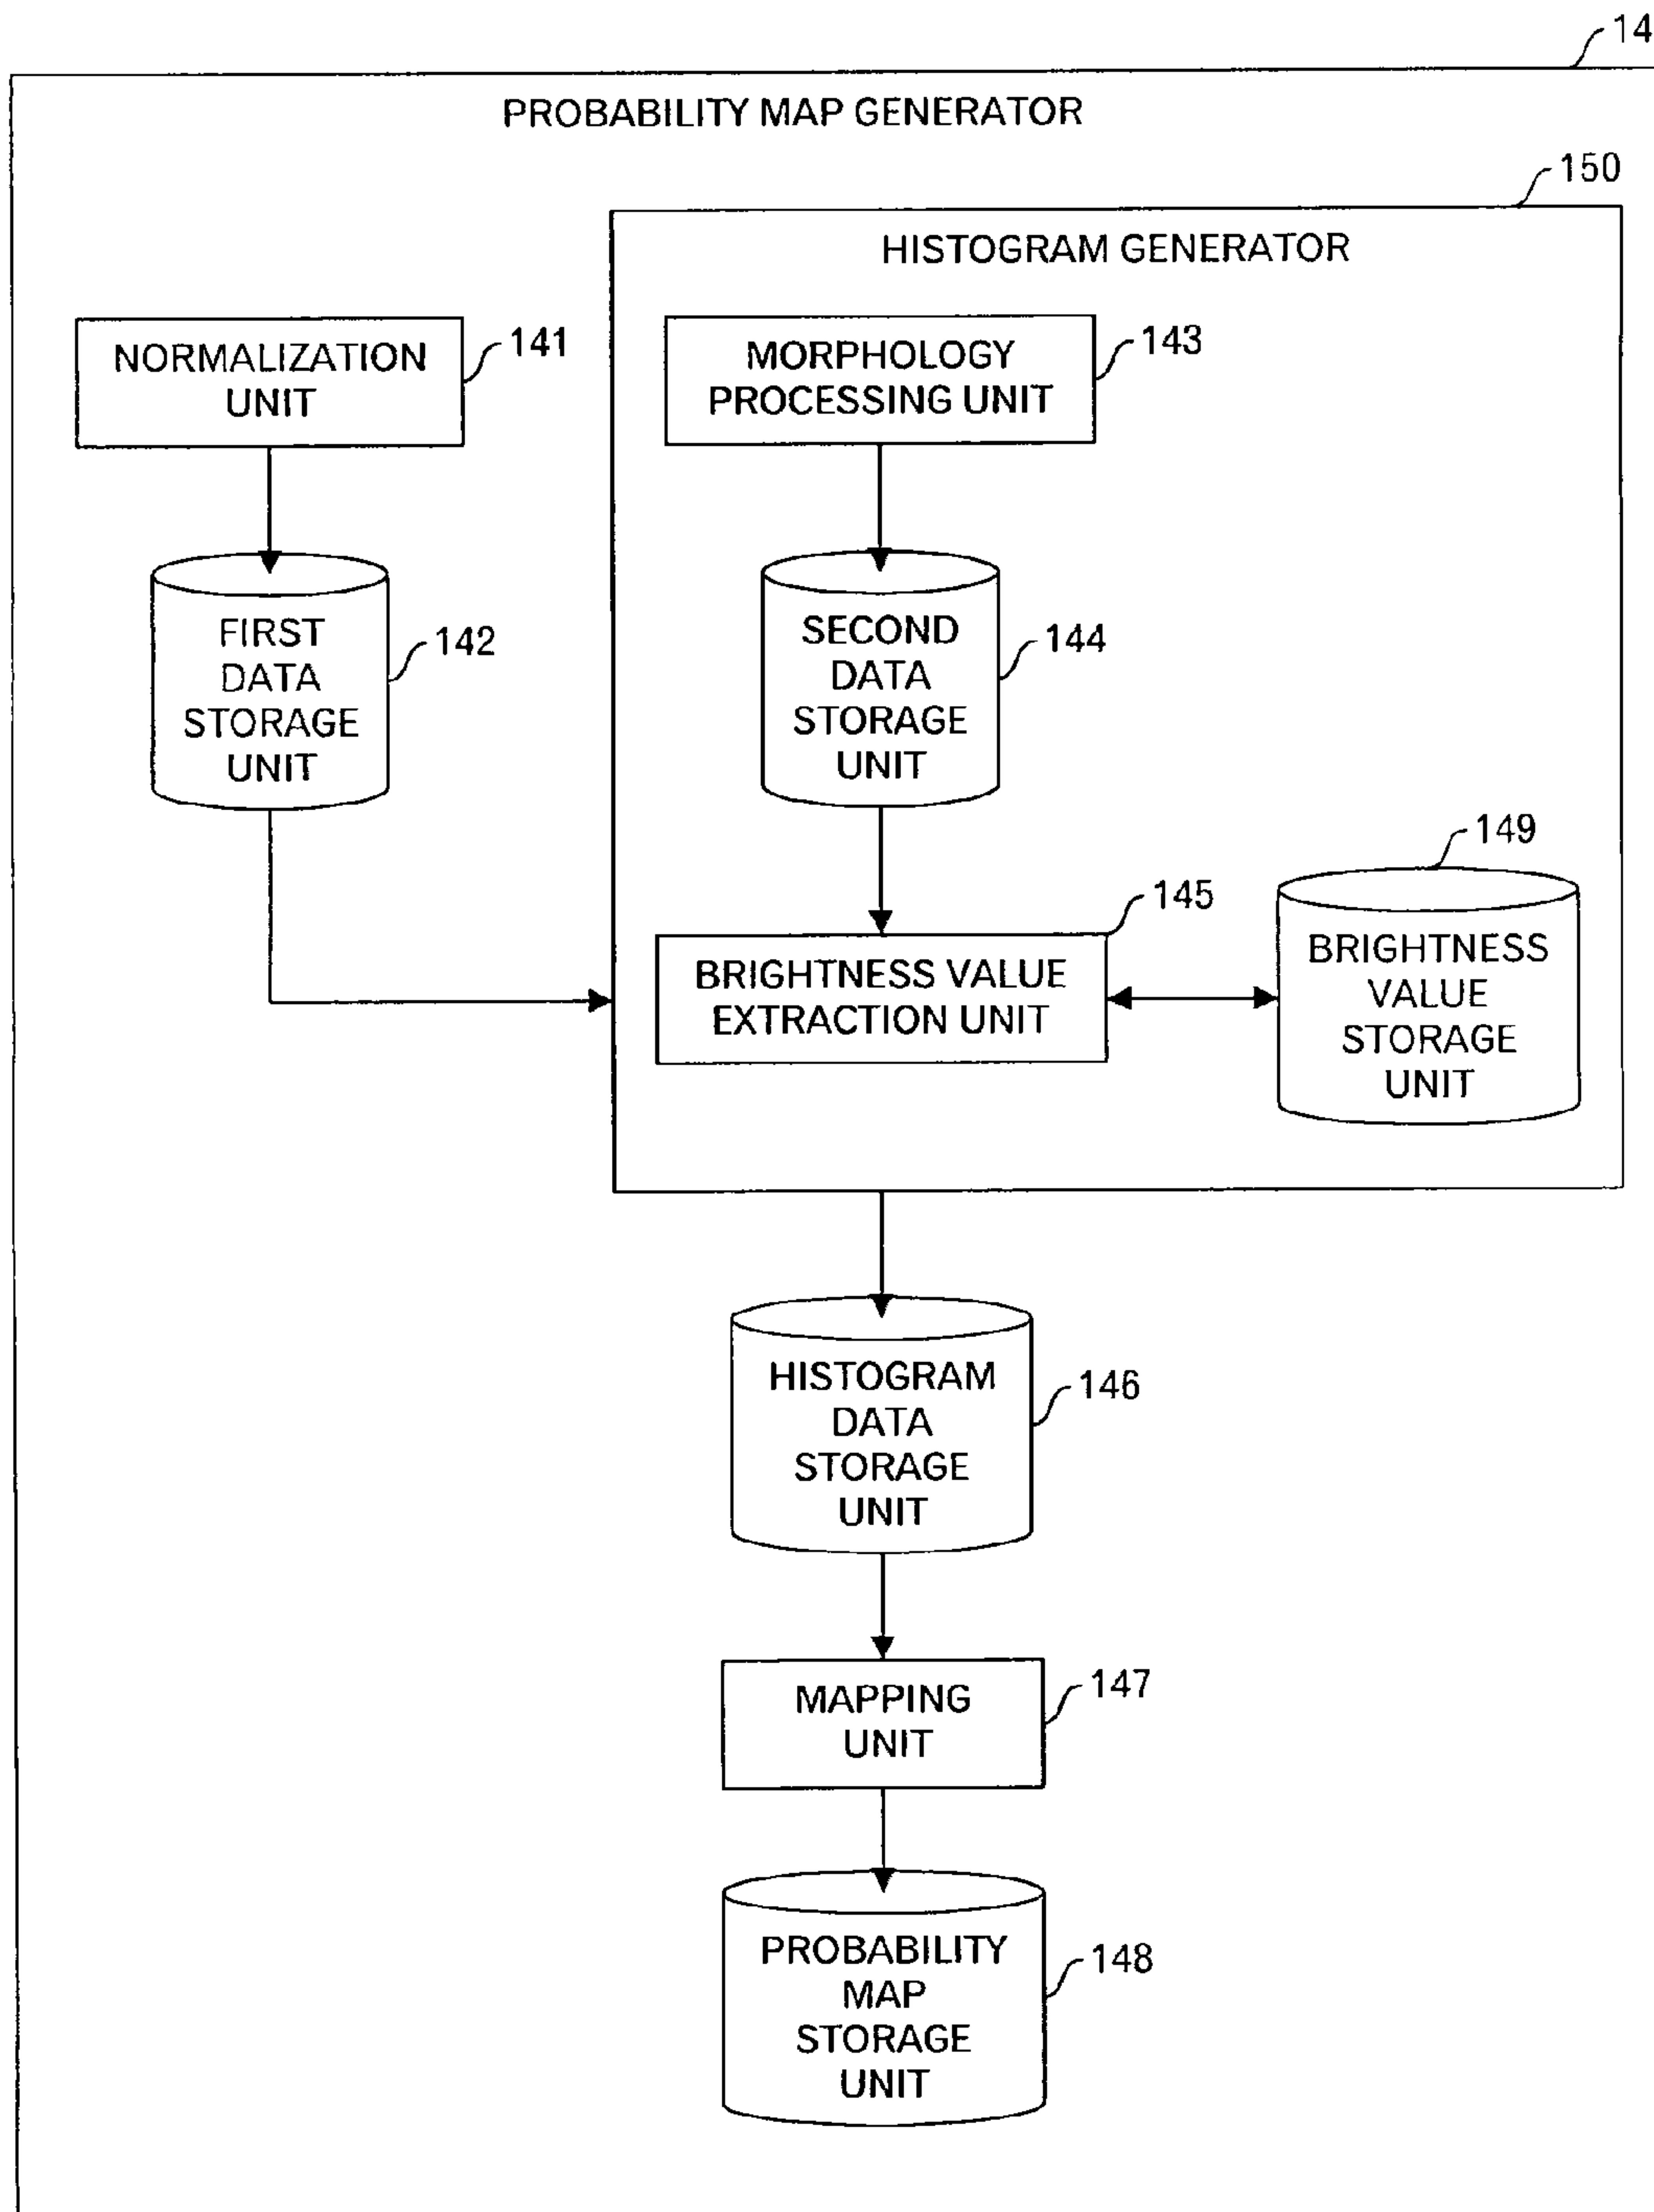 14
PROBABILITY MAP GENERATOR
150
HISTOGRAM GENERATOR
NORMALIZATION
UNIT
141
MORPHOLOGY
PROCESSING UNIT
143
FIRST
DATA
STORAGE
UNIT
142
SECOND
DATA
STORAGE
UNIT
144
145
BRIGHTNESS VALUE
EXTRACTION UNIT
149
BRIGHTNESS
VALUE
STORAGE
UNIT
HISTOGRAM
DATA
STORAGE
UNIT
146
MAPPING
UNIT
147
PROBABILITY
MAP
STORAGE
UNIT
148